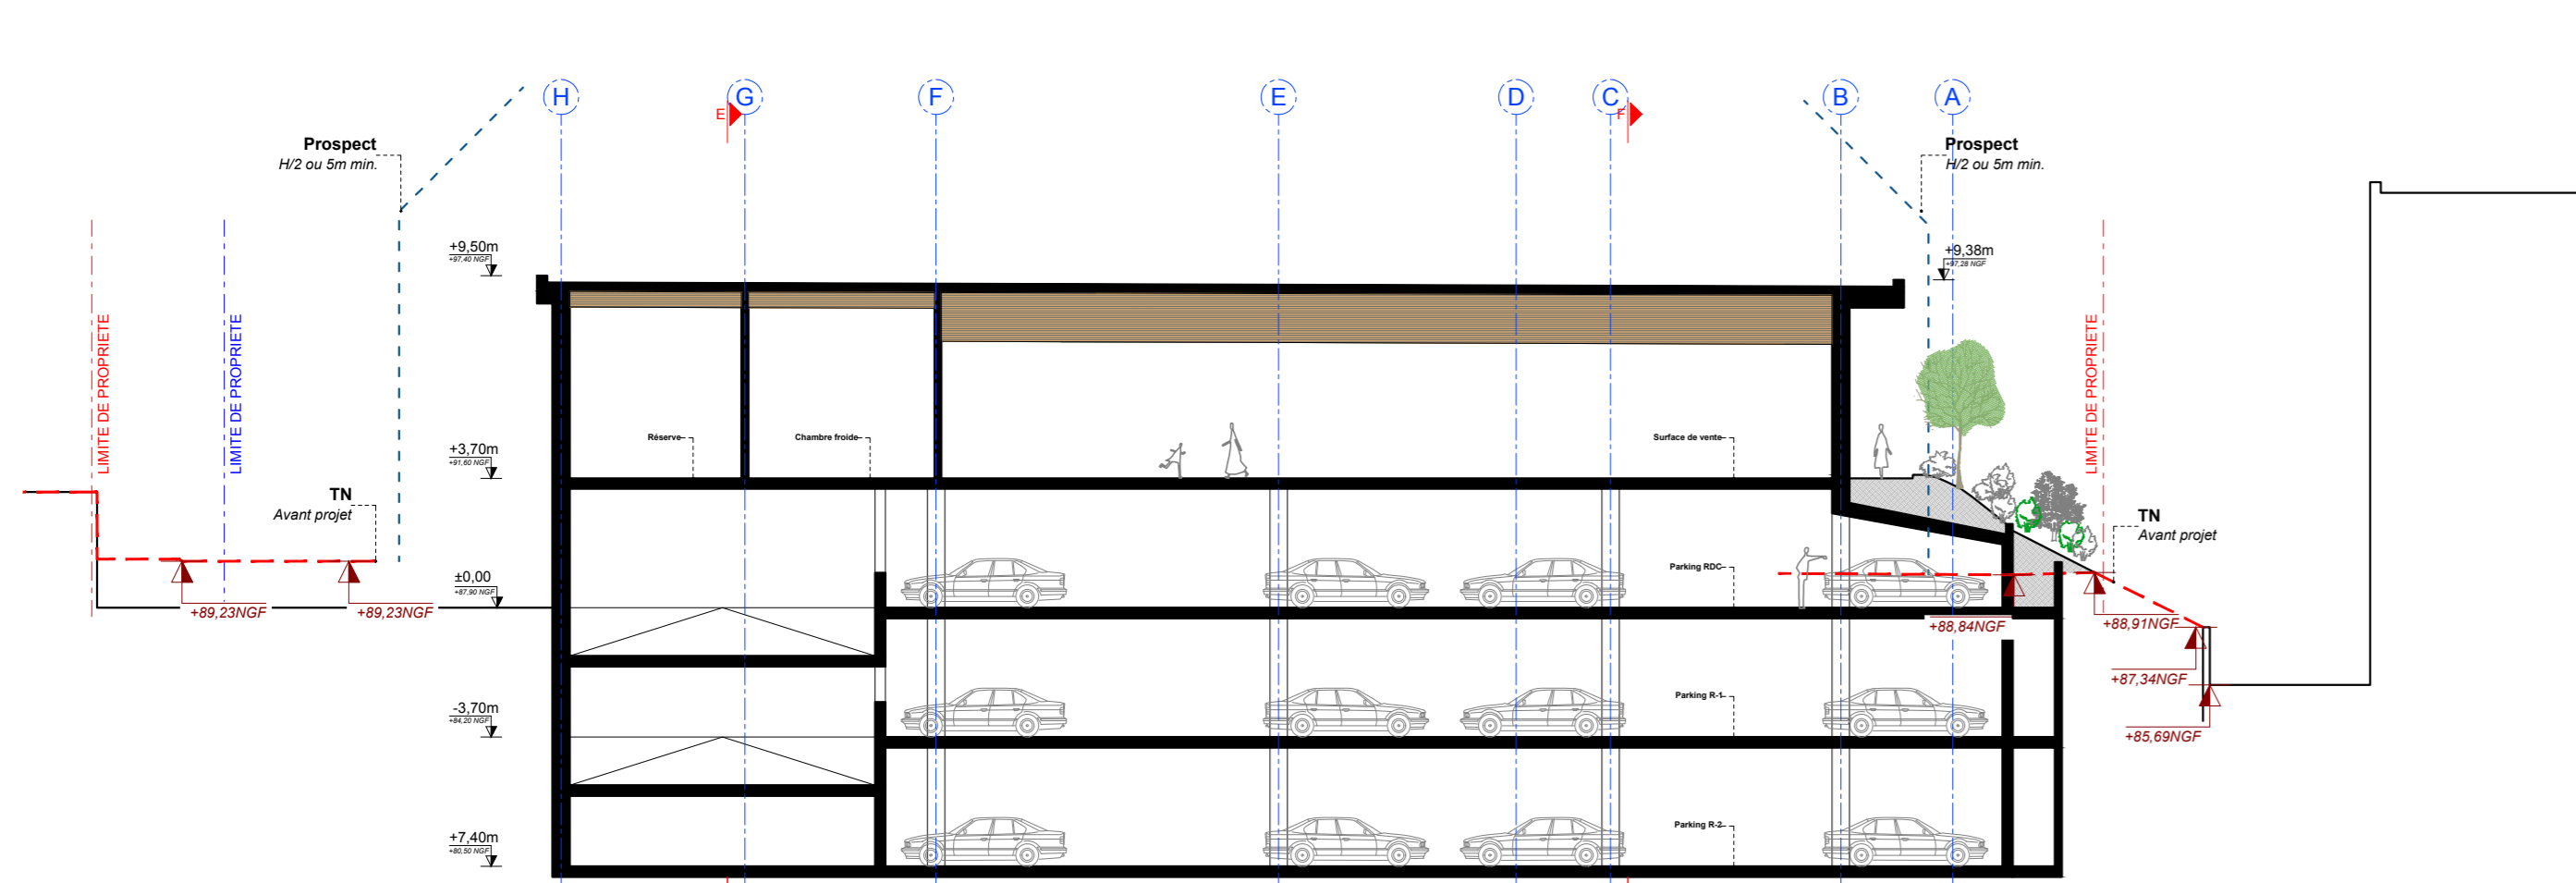 H
G
F
E
D
C
B
A
E
F
Prospect
H/2 ou 5m min.
Prospect
H/2 ou 5m min.
+9,50m
+97,40 NGF
+9,38m
+97,28 NGF
LIMITE DE PROPRIETE
LIMITE DE PROPRIETE
LIMITE DE PROPRIETE
+3,70m
+91,60 NGF
Réserve
Chambre froide
Surface de vente
TN
Avant projet
TN
Avant projet
±0,00
+87,90 NGF
Parking RDC
+89,23NGF
+89,23NGF
+88,84NGF
+88,91NGF
+87,34NGF
-3,70m
+84,20 NGF
Parking R-1
+85,69NGF
+7,40m
+80,50 NGF
Parking R-2